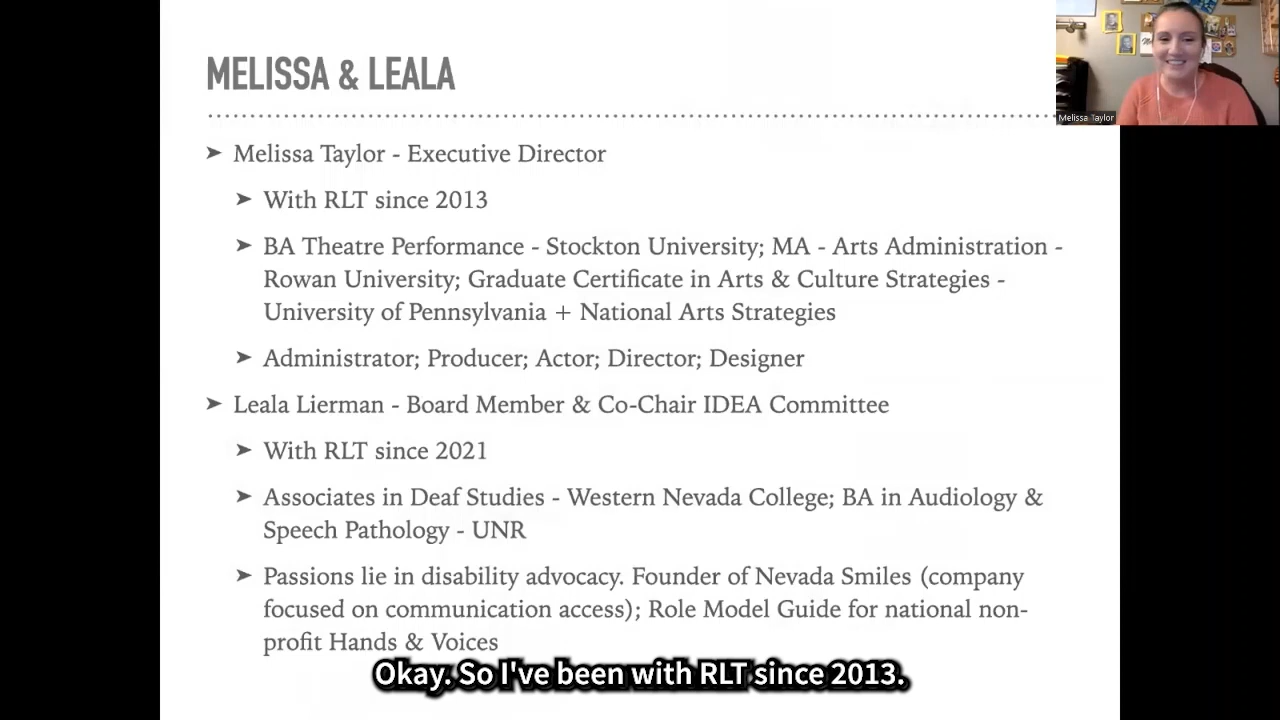 MELISSA & LEALA
Melissa Taylor
➤ Melissa Taylor - Executive Director
➤ With RLT since 2013
➤ BA Theatre Performance - Stockton University; MA - Arts Administration -
Rowan University; Graduate Certificate in Arts & Culture Strategies -
University of Pennsylvania + National Arts Strategies
➤ Administrator; Producer; Actor; Director; Designer
➤ Leala Lierman - Board Member & Co-Chair IDEA Committee
➤ With RLT since 2021
➤ Associates in Deaf Studies - Western Nevada College; BA in Audiology &
Speech Pathology - UNR
➤ Passions lie in disability advocacy. Founder of Nevada Smiles (company
focused on communication access); Role Model Guide for national non-
profit Hands & Voices
Okay. So I've been with RLT since 2013.